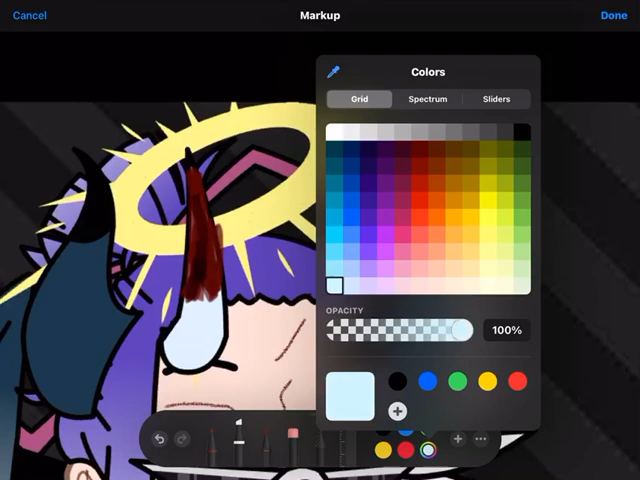 Cancel
Markup
Done
Colors
Grid
Spectrum
Sliders
OPACITY
100%